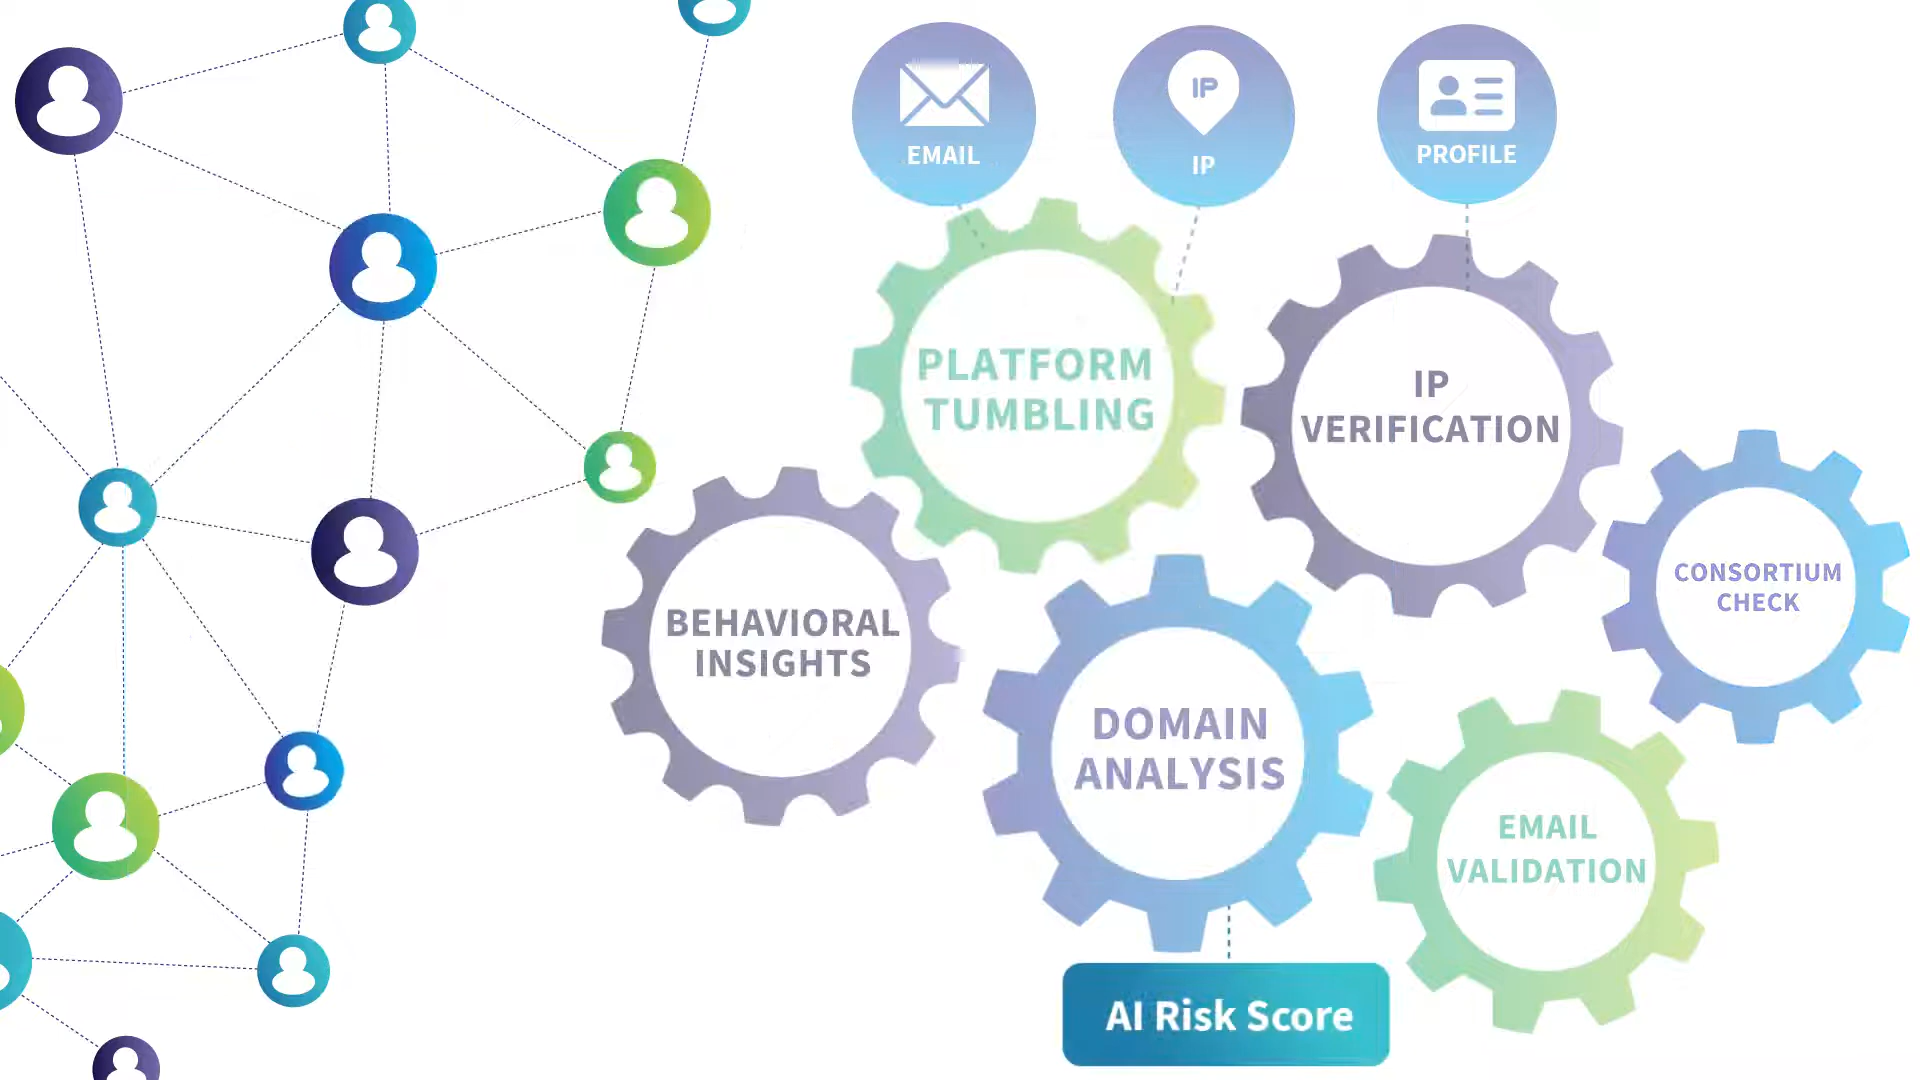 IP
EMAIL
IP
PROFILE
PLATFORM
TUMBLING
IP
VERIFICATION
CONSORTIUM
CHECK
BEHAVIORAL
INSIGHTS
DOMAIN
ANALYSIS
EMAIL
VALIDATION
AI Risk Score